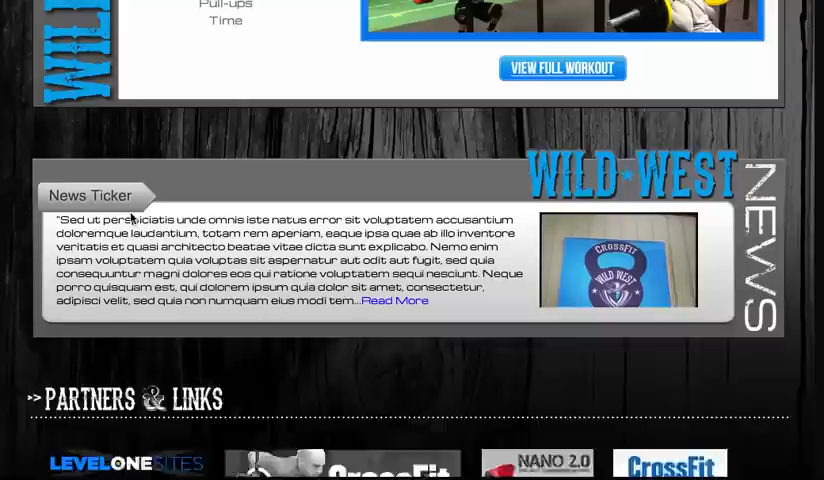 Pull-ups
Time
WIL
VIEW FULL WORKOUT
WILD★WEST
NEWS
News Ticker
"Sed ut perspiciatis unde omnis iste natus error sit voluptatem accusantium
doloremque laudantium, totam rem aperiam, eaque ipsa quae ab illo inventore
veritatis et quasi architecto beatae vitae dicta sunt explicabo. Nemo enim
ipsam voluptatem quia voluptas sit aspernatur aut odit aut fugit, sed quia
consequuntur magni dolores eos qui ratione voluptatem sequi nesciunt. Neque
porro quisquam est, qui dolorem ipsum quia dolor sit amet, consectetur,
adipisci velit, sed quia non numquam eius modi tem...Read More
CROSSFIT
WILD WEST
>> PARTNERS & LINKS
LEVELONESITES
CrossFit
NANO 2.0
CrossFit